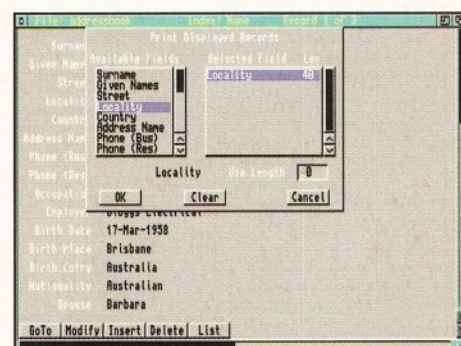 File: addressbook Index: Name Record 1 of 3
Print Displayed Records
Available Fields Selected Field Len
Surname
Given Names
Street
Locality
Country
Address Name
Phone (Bus)
Phone (Res)
Locality 40
Locality Use Length 0
OK Clear Cancel
Surname
Given Name
Street
Localit
Countr
Address Nam
Phone (Bus
Phone (Res
Occupatio
Employe Bloggs Electrical
Birth Date 17-Mar-1958
Birth Place Brisbane
Birth Cntry Australia
Nationality Australian
Spouse Barbara
GoTo Modify Insert Delete List